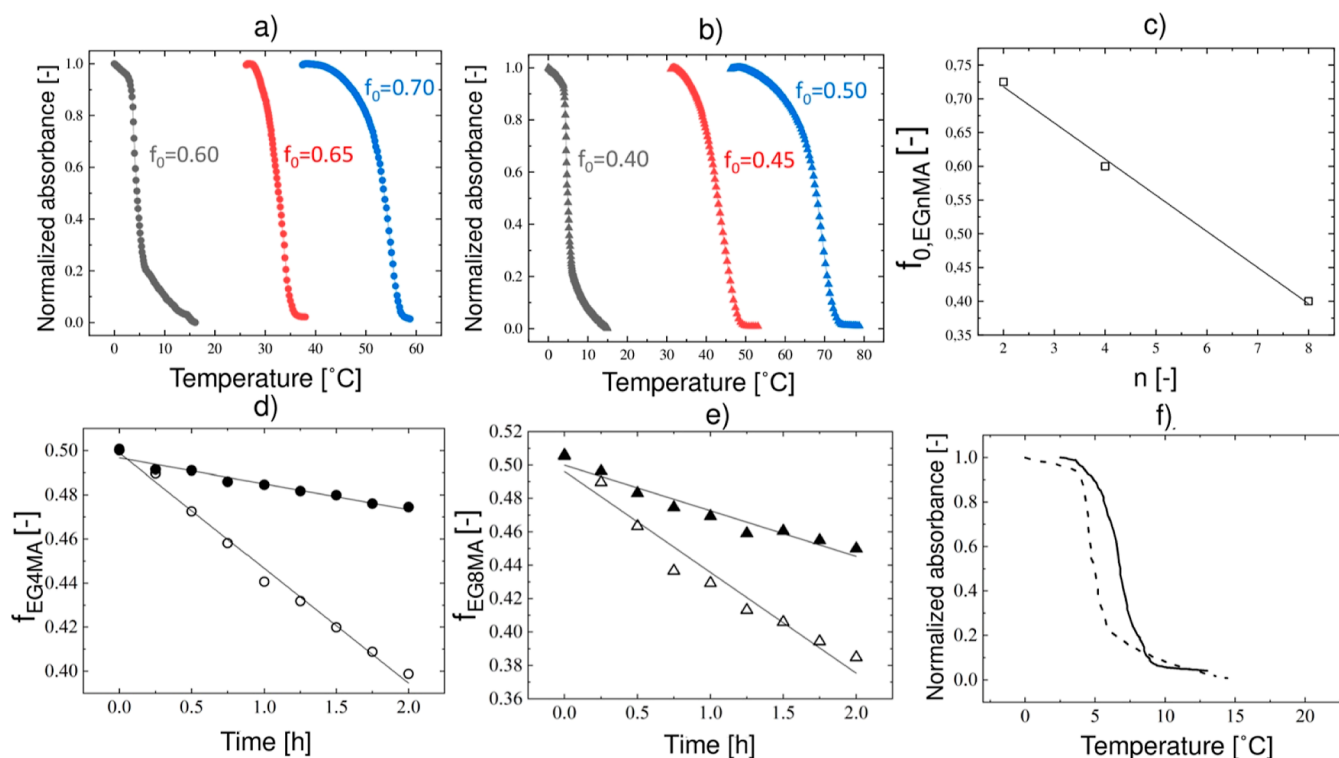 a)
Normalized absorbance [-]
1.0
0.8
0.6
0.4
0.2
0.0
f0=0.60
f0=0.65
f0=0.70
0 10 20 30 40 50 60
Temperature [˚C]
b)
Normalized absorbance [-]
1.0
0.8
0.6
0.4
0.2
0.0
f0=0.40
f0=0.45
f0=0.50
0 10 20 30 40 50 60 70 80
Temperature [˚C]
c)
f0,EGnMA [-]
0.75
0.70
0.65
0.60
0.55
0.50
0.45
0.40
0.35
2 3 4 5 6 7 8
n [-]
d)
fEG4MA [-]
0.50
0.48
0.46
0.44
0.42
0.40
0.0 0.5 1.0 1.5 2.0
Time [h]
e)
fEG8MA [-]
0.52
0.50
0.48
0.46
0.44
0.42
0.40
0.38
0.36
0.0 0.5 1.0 1.5 2.0
Time [h]
f)
Normalized absorbance [-]
1.0
0.8
0.6
0.4
0.2
0.0
0 5 10 15 20
Temperature [˚C]